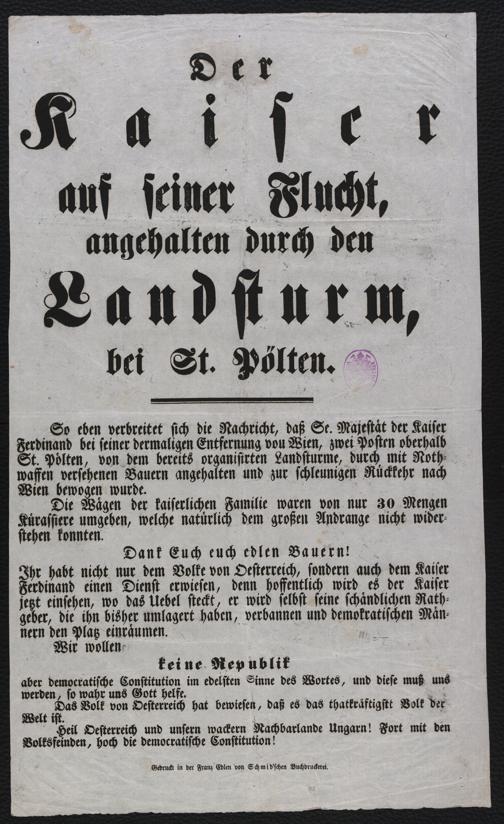 Der
Kaiser
auf seiner Flucht,
angehalten durch den
Landsturm,
bei St. Pölten.
So eben verbreitet sich die Nachricht, daß Se. Majestät der Kaiser
Ferdinand bei seiner dermaligen Entfernung vou Wien, zwei Posten oberhalb
St. Pölten, von dem bereits organisirten Landsturme, durch mit Noth-
waffen versehenen Bauern angehalten und zur schleunigen Rückkehr nach
Wien bewogen wurde.
Die Wägen der kaiserlichen Familie waren von nur 30 Mengen
Kürassiere umgeben, welche natürlich dem großen Andrange nicht wider-
stehen konnten.
Dank Euch euch edlen Bauern!
Ihr habt nicht nur dem Volke von Oesterreich, sondern auch dem Kaiser
Ferdinand einen Dienst erwiesen, denn hoffentlich wird es der Kaiser
jetzt einsehen, wo das Uebel steckt, er wird selbst seine schändlichen Rath-
geber, die ihn bisher umlagert haben, verbannen und demokratischen Män-
nern den Platz einräumen.
Wir wollen
keine Republik
aber democratische Constitution im edelsten Sinne des Wortes, und diese muß uns
werden, so wahr uns Gott helfe.
Das Volk von Oesterreich hat bewiesen, daß es das thatkräftigste Volk der
Welt ist.
Heil Oesterreich und unsern wackern Nachbarlande Ungarn! Fort mit den
Volksfeinden, hoch die democratische Constitution!
Gedruckt in der Franz Edlen von Schmid'schen Buchdruckerei.